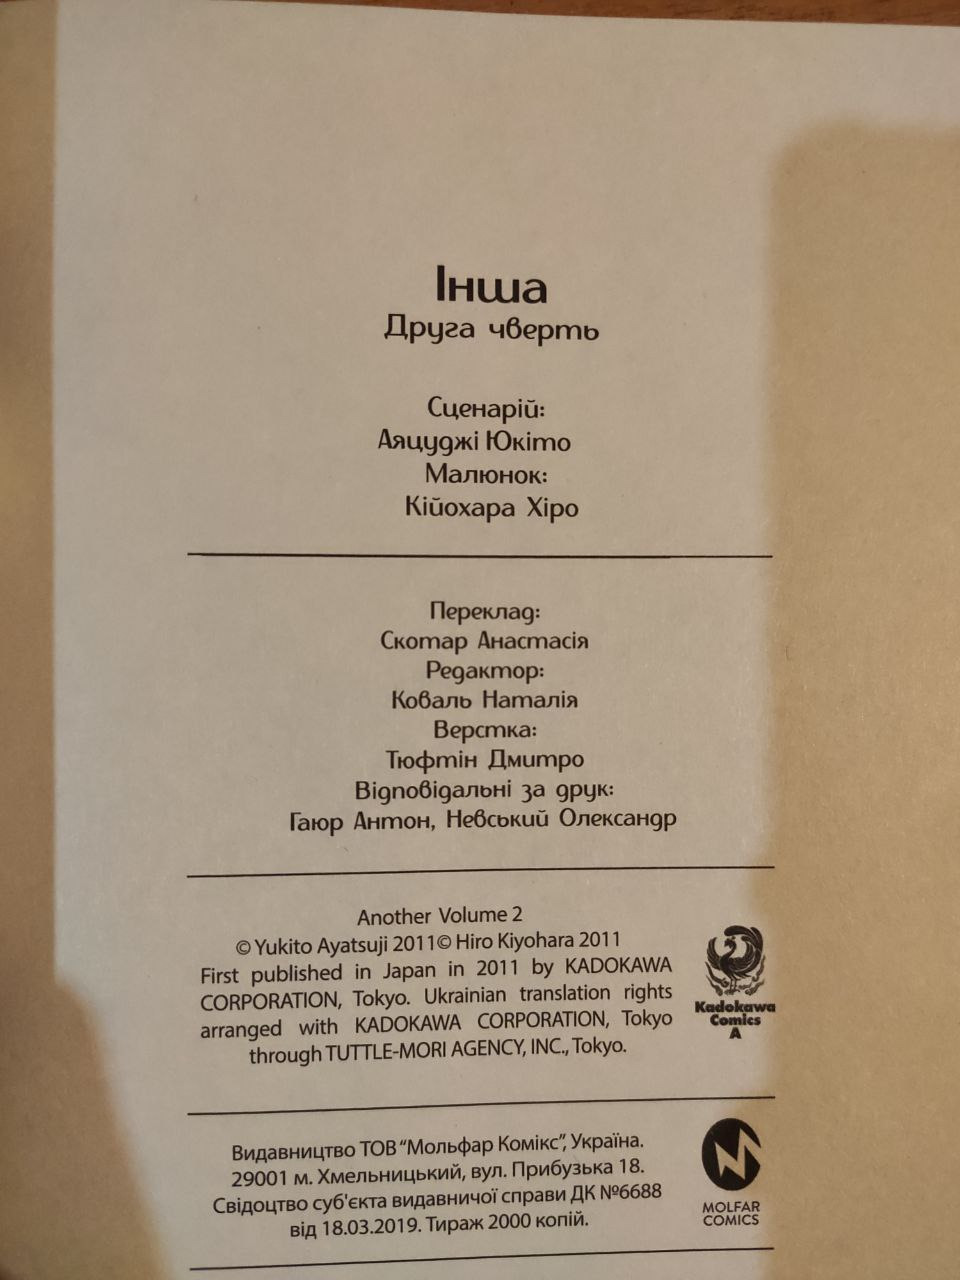 Інша
Друга чверть
Сценарій:
Аяцуджі Юкіто
Малюнок:
Кійохара Хіро
Переклад:
Скотар Анастасія
Редактор:
Коваль Наталія
Верстка:
Тюфтін Дмитро
Відповідальні за друк:
Гаюр Антон, Невський Олександр
Another Volume 2
© Yukito Ayatsuji 2011© Hiro Kiyohara 2011
First published in Japan in 2011 by KADOKAWA
CORPORATION, Tokyo. Ukrainian translation rights
arranged with KADOKAWA CORPORATION, Tokyo
through TUTTLE-MORI AGENCY, INC., Tokyo.
Kadokawa
Comics
A
Видавництво ТОВ “Мольфар Комікс”, Україна.
29001 м. Хмельницький, вул. Прибузька 18.
Свідоцтво суб'єкта видавничої справи ДК №6688
від 18.03.2019. Тираж 2000 копій.
MOLFAR
COMICS